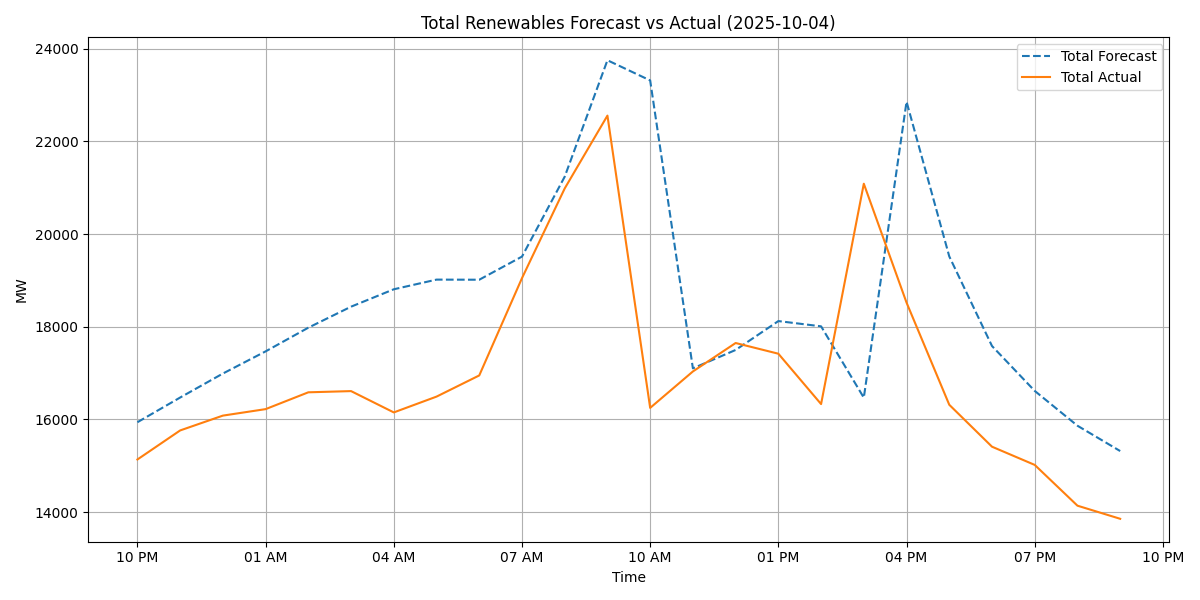 Total Renewables Forecast vs Actual (2025-10-04)
24000
22000
20000
18000
16000
14000
MW
Total Forecast
Total Actual
10 PM 01 AM 04 AM 07 AM 10 AM 01 PM 04 PM 07 PM 10 PM
Time